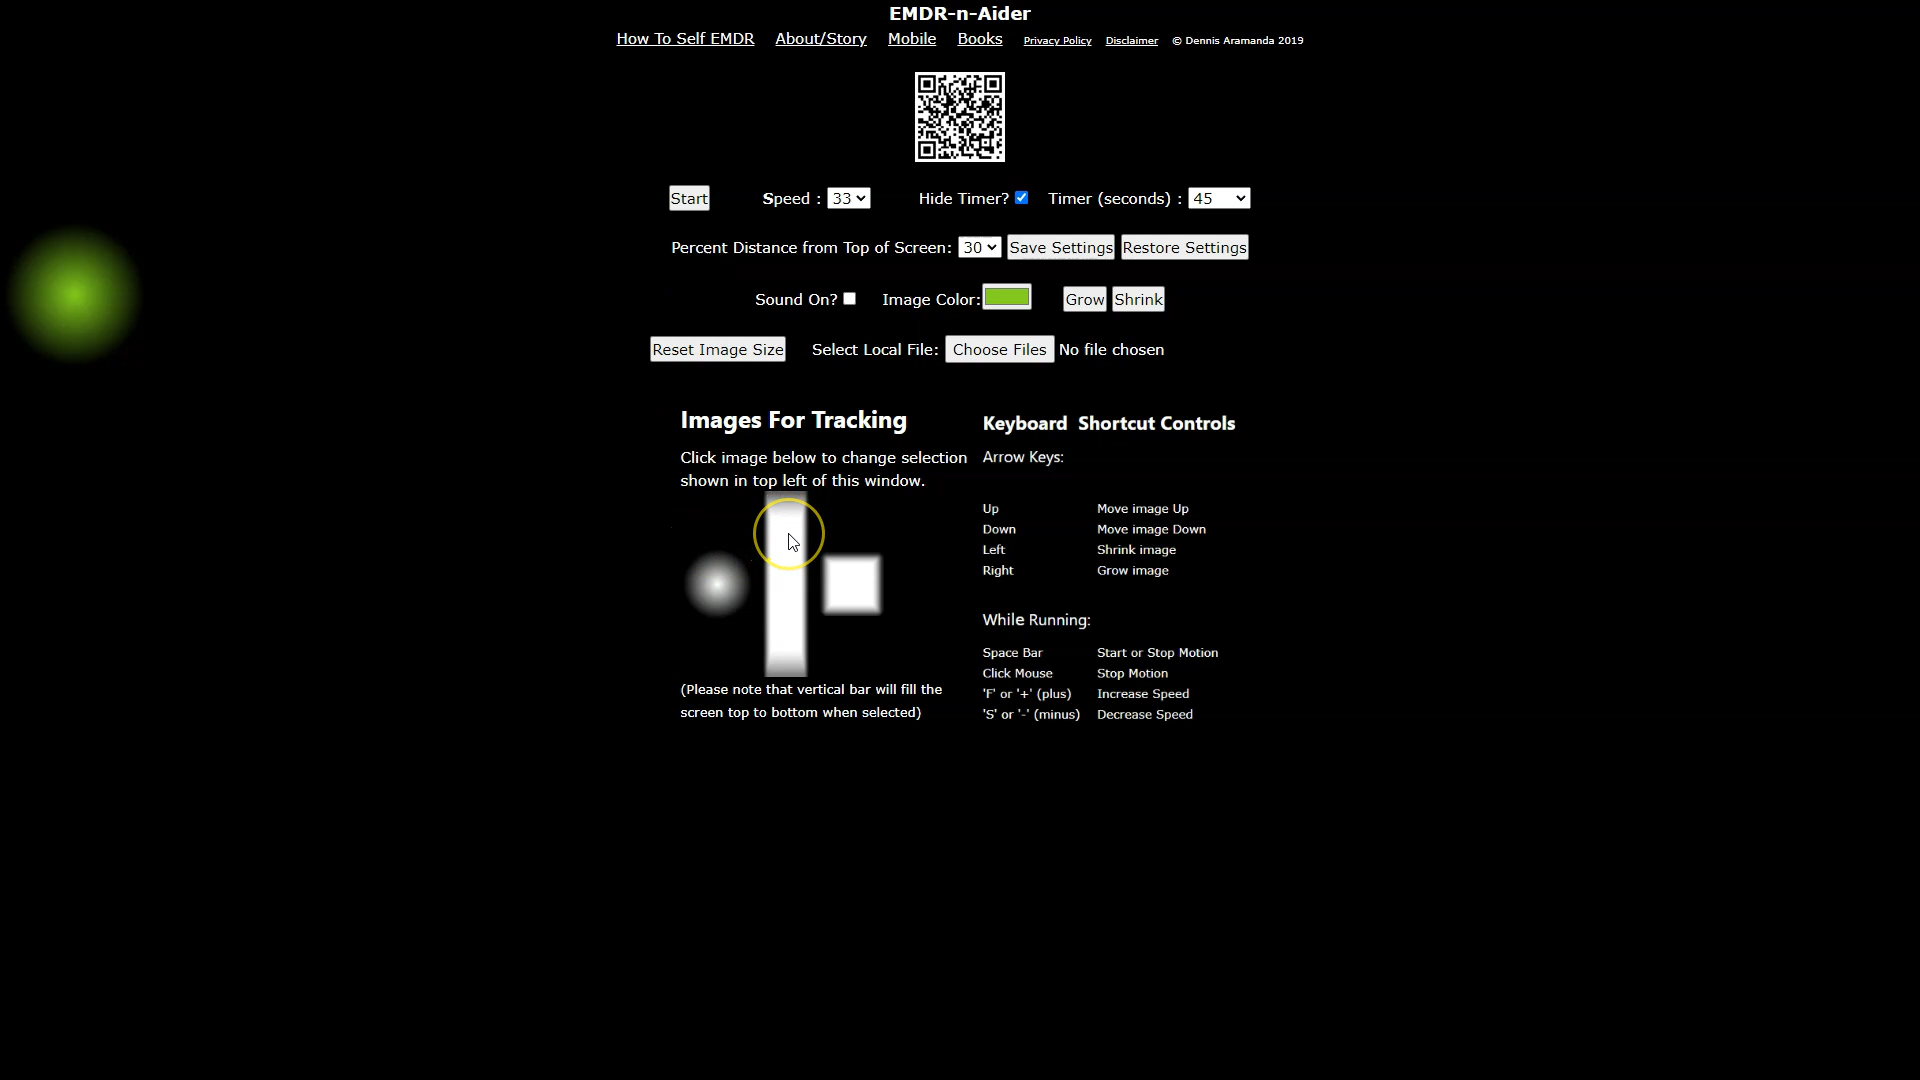 EMDR-n-Aider
How To Self EMDR About/Story Mobile Books Privacy Policy Disclaimer © Dennis Aramanda 2019
Start Speed : 33 Hide Timer? Timer (seconds) : 45
Percent Distance from Top of Screen: 30 Save Settings Restore Settings
Sound On? Image Color: Grow Shrink
Reset Image Size Select Local File: Choose Files No file chosen
Images For Tracking
Click image below to change selection
shown in top left of this window.
(Please note that vertical bar will fill the
screen top to bottom when selected)
Keyboard Shortcut Controls
Arrow Keys:
Up Move image Up
Down Move image Down
Left Shrink image
Right Grow image
While Running:
Space Bar Start or Stop Motion
Click Mouse Stop Motion
'F' or '+' (plus) Increase Speed
'S' or '-' (minus) Decrease Speed